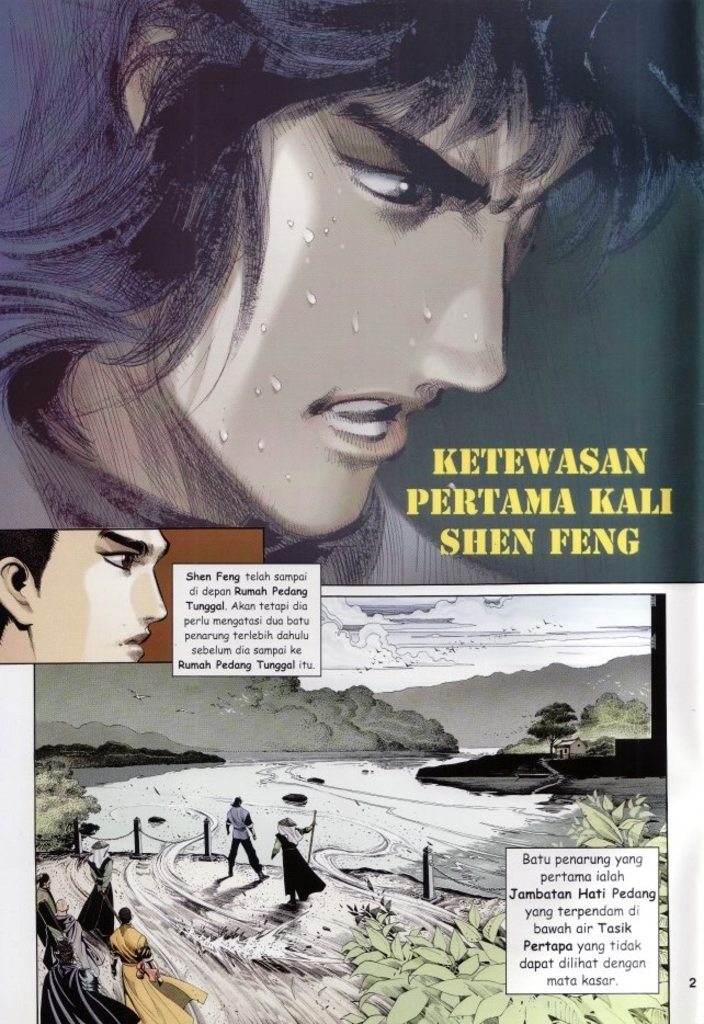 KETEWASAN
PERTAMA KALI
SHEN FENG
Shen Feng telah sampai
di depan Rumah Pedang
Tunggal. Akan tetapi dia
perlu mengatasi dua batu
penarung terlebih dahulu
sebelum dia sampai ke
Rumah Pedang Tunggal itu.
Batu penarung yang
pertama ialah
Jambatan Hati Pedang
yang terpendam di
bawah air Tasik
Pertapa yang tidak
dapat dilihat dengan
mata kasar.
2